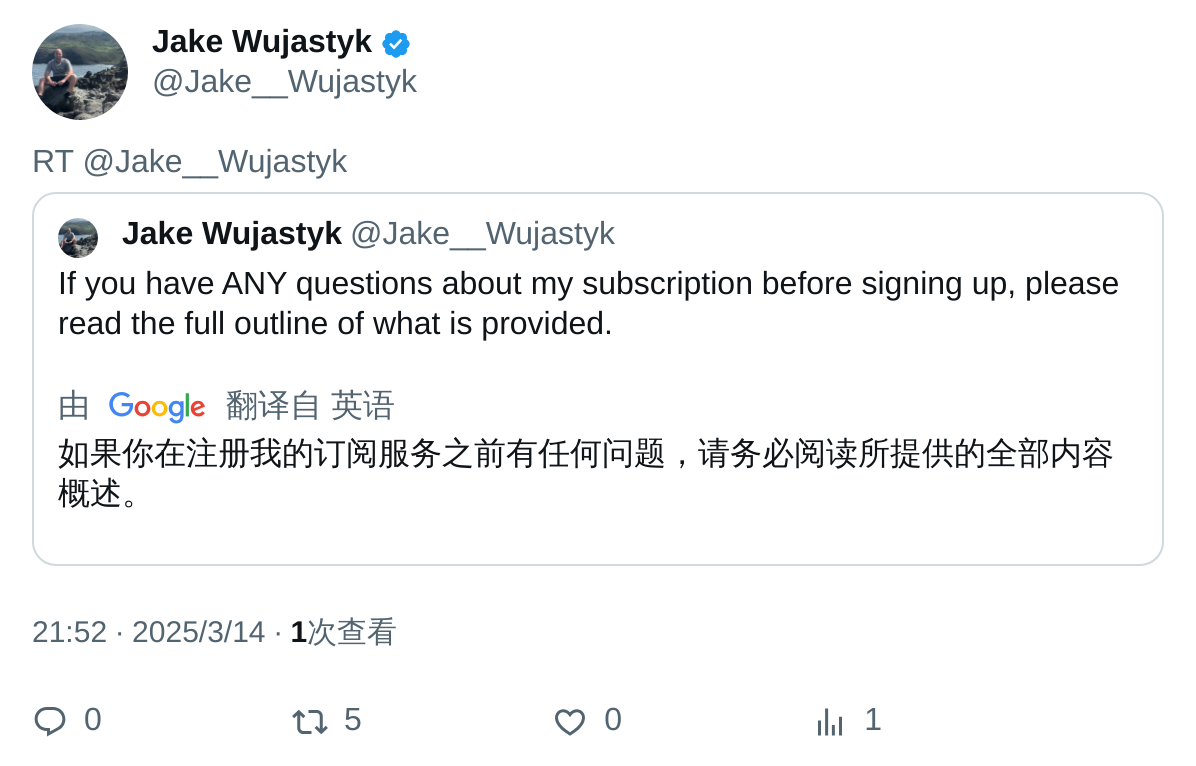 Jake Wujastyk
@Jake__Wujastyk
RT @Jake__Wujastyk
Jake Wujastyk @Jake__Wujastyk
If you have ANY questions about my subscription before signing up, please
read the full outline of what is provided.
由 Google 翻译自 英语
如果你在注册我的订阅服务之前有任何问题，请务必阅读所提供的全部内容
概述。
21:52 · 2025/3/14 · 1次查看
0 5 0 1